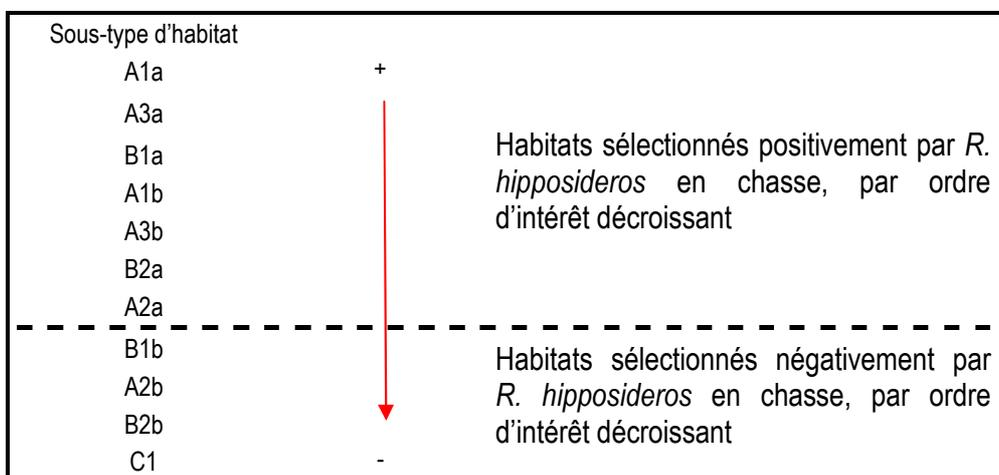 Sous-type d'habitat
A1a +
A3a
B1a
A1b
A3b
B2a
A2a
Habitats sélectionnés positivement par R.
hipposideros en chasse, par ordre
d'intérêt décroissant
B1b
A2b
B2b
C1 -
Habitats sélectionnés négativement par
R. hipposideros en chasse, par ordre
d'intérêt décroissant